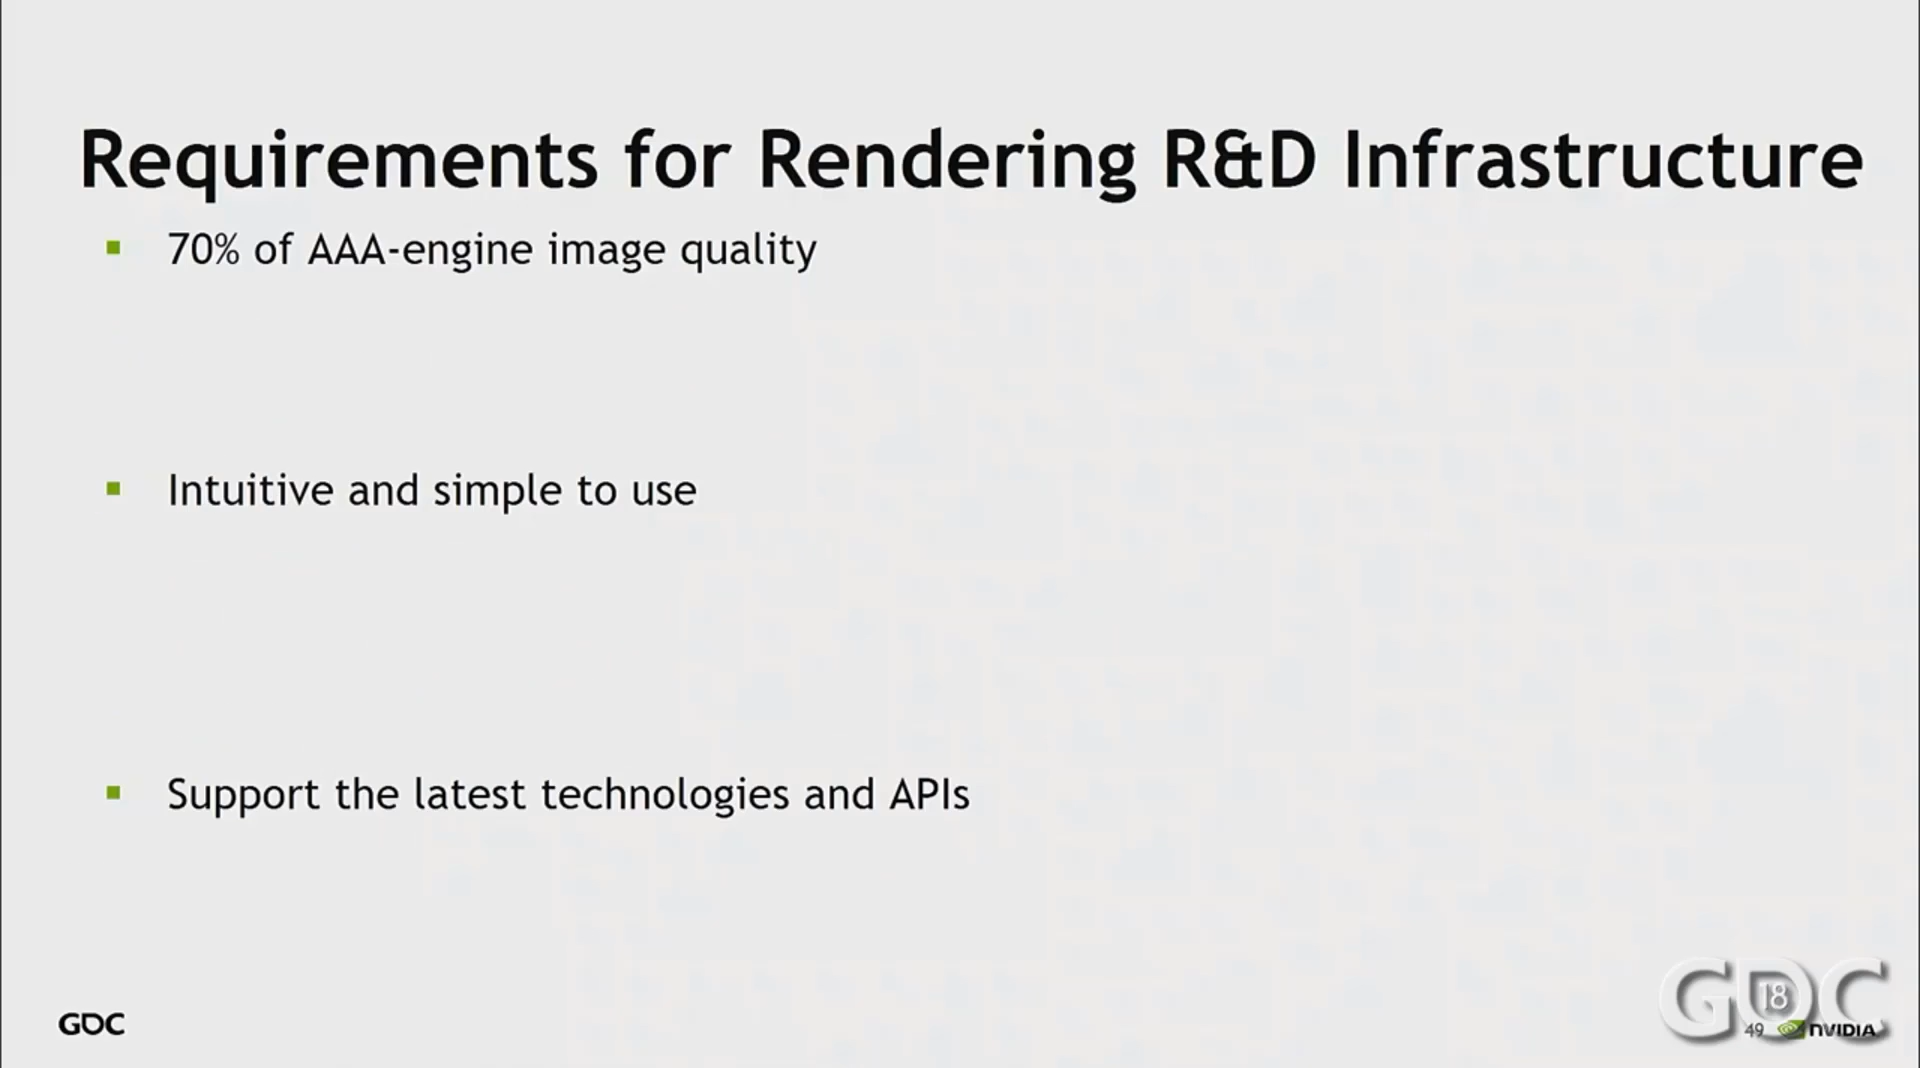 Requirements for Rendering R&D Infrastructure
70% of AAA-engine image quality
Intuitive and simple to use
Support the latest technologies and APIs
GDC
GDC
18
49
NVIDIA